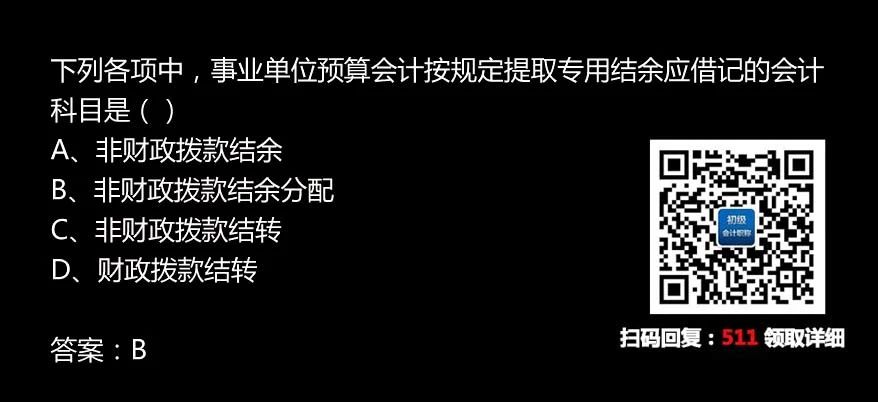 下列各项中，事业单位预算会计按规定提取专用结余应借记的会计
科目是（ ）
A、非财政拨款结余
B、非财政拨款结余分配
C、非财政拨款结转
D、财政拨款结转
答案：B
初级
会计职称
扫码回复：511 领取详细